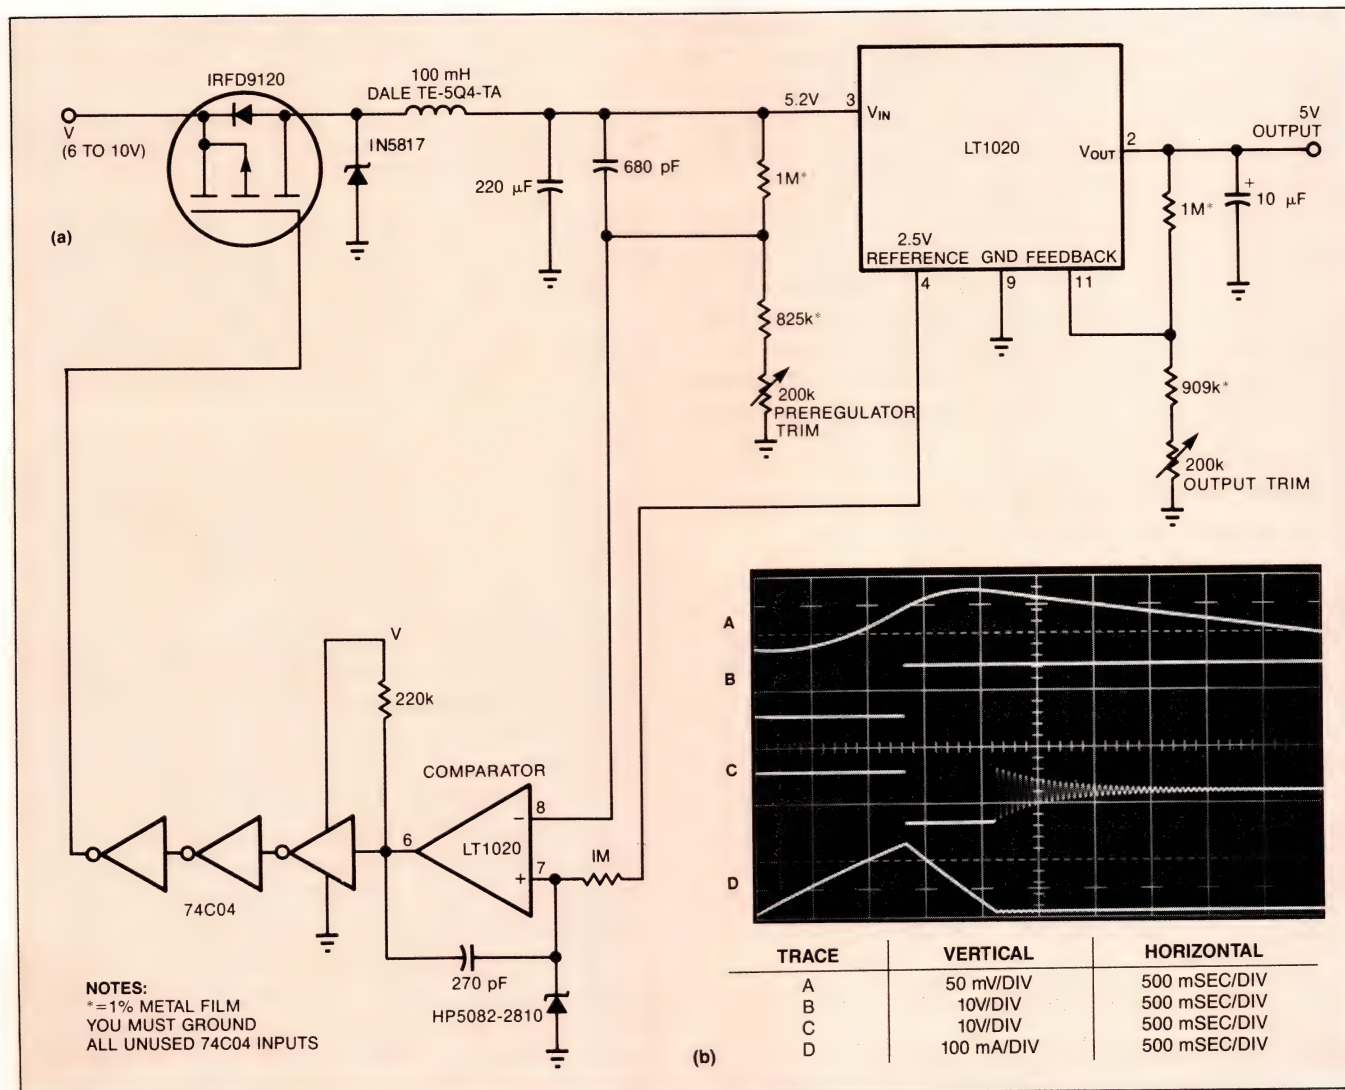 IRFD9120
100 mH
DALE TE-5Q4-TA
V
(6 TO 10V)
IN5817
220 μF
680 pF
1M*
5.2V
3
VIN
LT1020
VOUT
2
5V
OUTPUT
1M*
+
10 μF
2.5V
REFERENCE
GND
FEEDBACK
4
9
11
(a)
825k*
200k
PREREGULATOR
TRIM
909k*
200k
OUTPUT TRIM
V
220k
COMPARATOR
8
−
6
LT1020
7
+
IM
74C04
270 pF
HP5082-2810
NOTES:
*=1% METAL FILM
YOU MUST GROUND
ALL UNUSED 74C04 INPUTS
A
B
C
D
TRACE VERTICAL HORIZONTAL
A 50 mV/DIV 500 mSEC/DIV
B 10V/DIV 500 mSEC/DIV
C 10V/DIV 500 mSEC/DIV
D 100 mA/DIV 500 mSEC/DIV
(b)